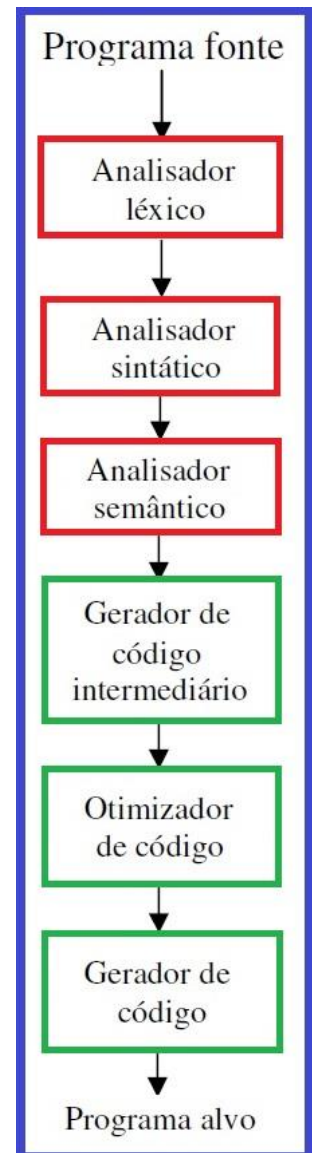 Programa fonte
Analisador
léxico
Analisador
sintático
Analisador
semântico
Gerador de
código
intermediário
Otimizador
de código
Gerador de
código
Programa alvo